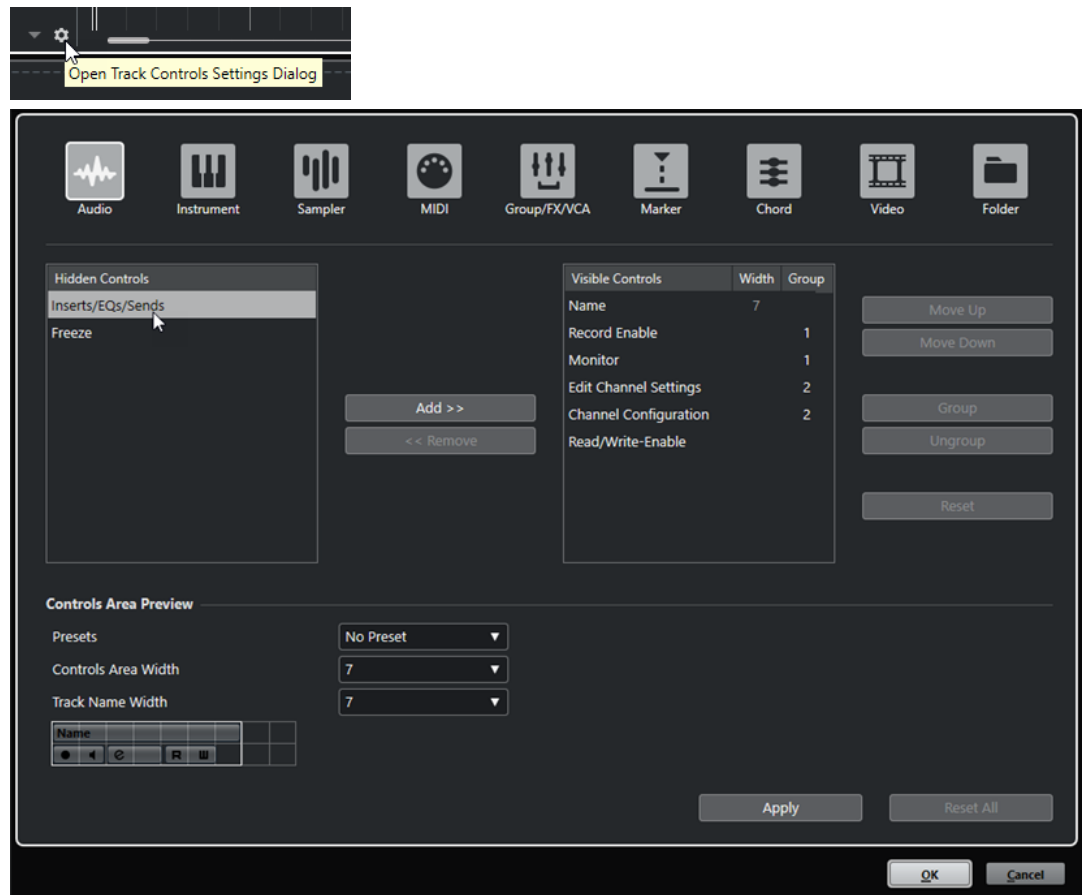 Open Track Controls Settings Dialog
Audio Instrument Sampler MIDI Group/FX/VCA Marker Chord Video Folder
Hidden Controls
Inserts/EQs/Sends
Freeze
Add >>
<< Remove
Visible Controls Width Group
Name 7
Record Enable 1
Monitor 1
Edit Channel Settings 2
Channel Configuration 2
Read/Write-Enable
Move Up
Move Down
Group
Ungroup
Reset
Controls Area Preview
Presets No Preset
Controls Area Width 7
Track Name Width 7
Name
e R W
Apply Reset All
OK Cancel